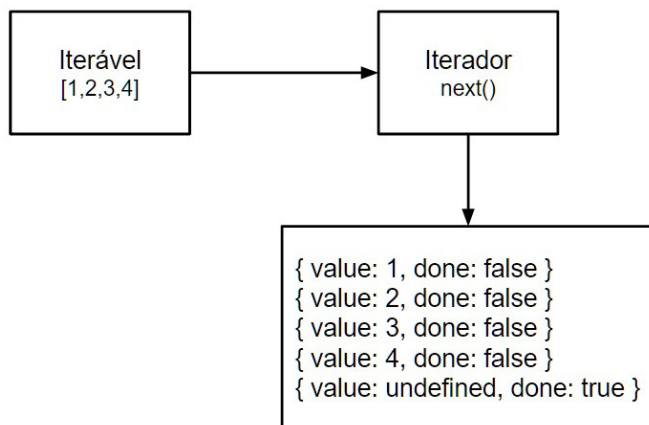 Iterável
[1,2,3,4]
Iterador
next()
{ value: 1, done: false }
{ value: 2, done: false }
{ value: 3, done: false }
{ value: 4, done: false }
{ value: undefined, done: true }